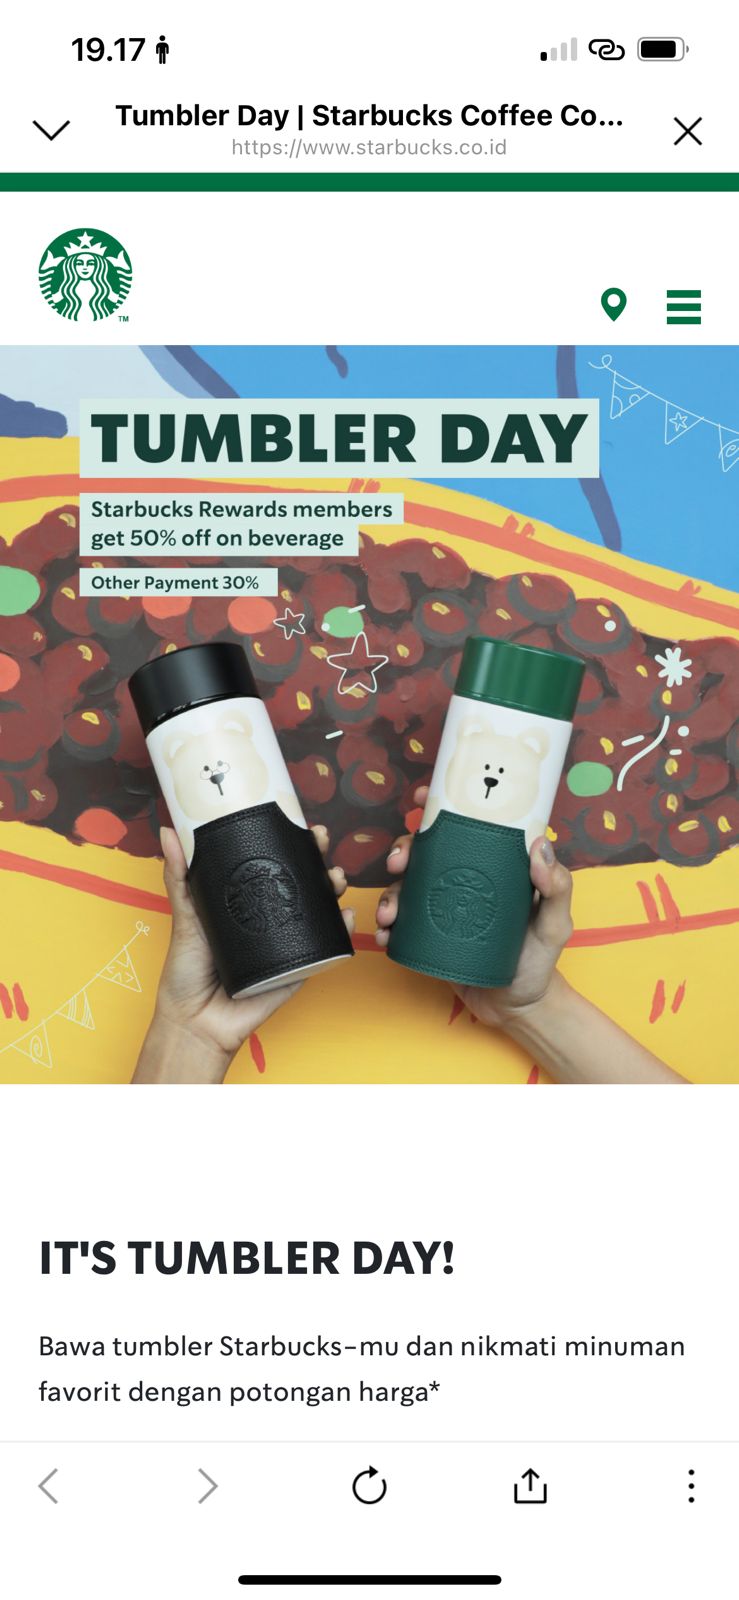 19.17
Tumbler Day | Starbucks Coffee Co...
https://www.starbucks.co.id
TM
TUMBLER DAY
Starbucks Rewards members
get 50% off on beverage
Other Payment 30%
IT'S TUMBLER DAY!
Bawa tumbler Starbucks-mu dan nikmati minuman
favorit dengan potongan harga*